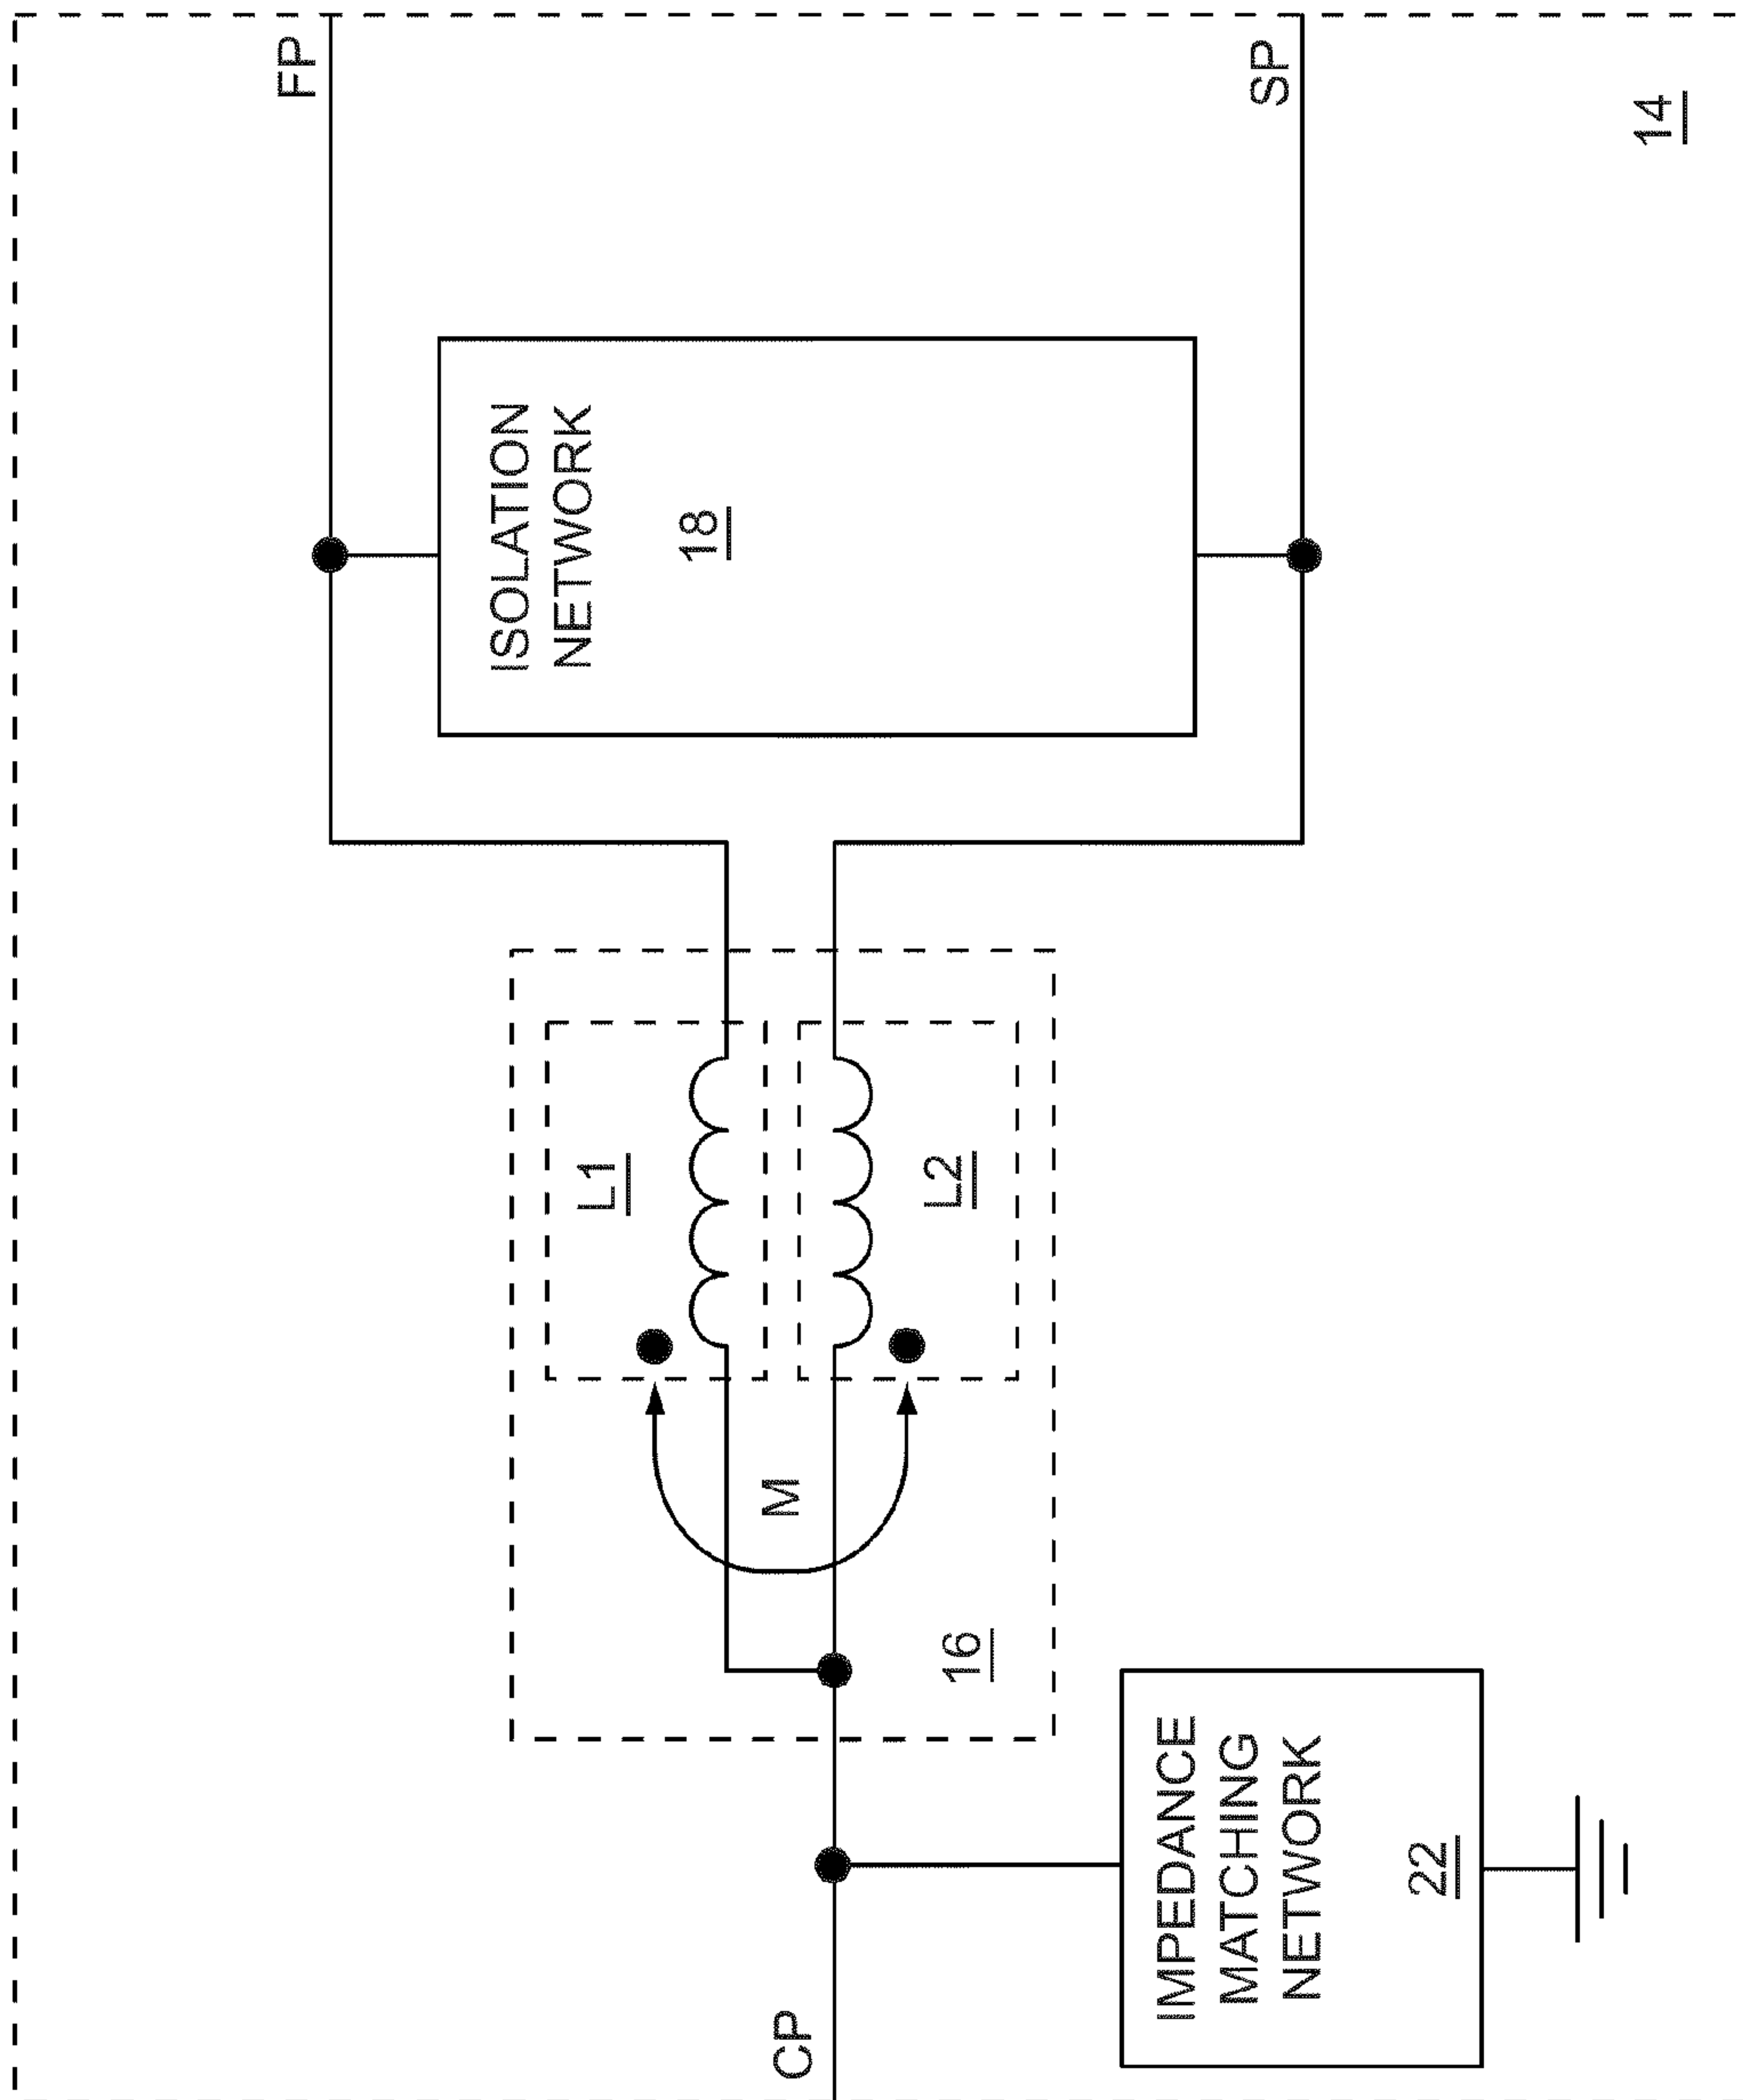 CP
IMPEDANCE
MATCHING
NETWORK
22
16
M
L1
L2
ISOLATION
NETWORK
18
FP
SP
14